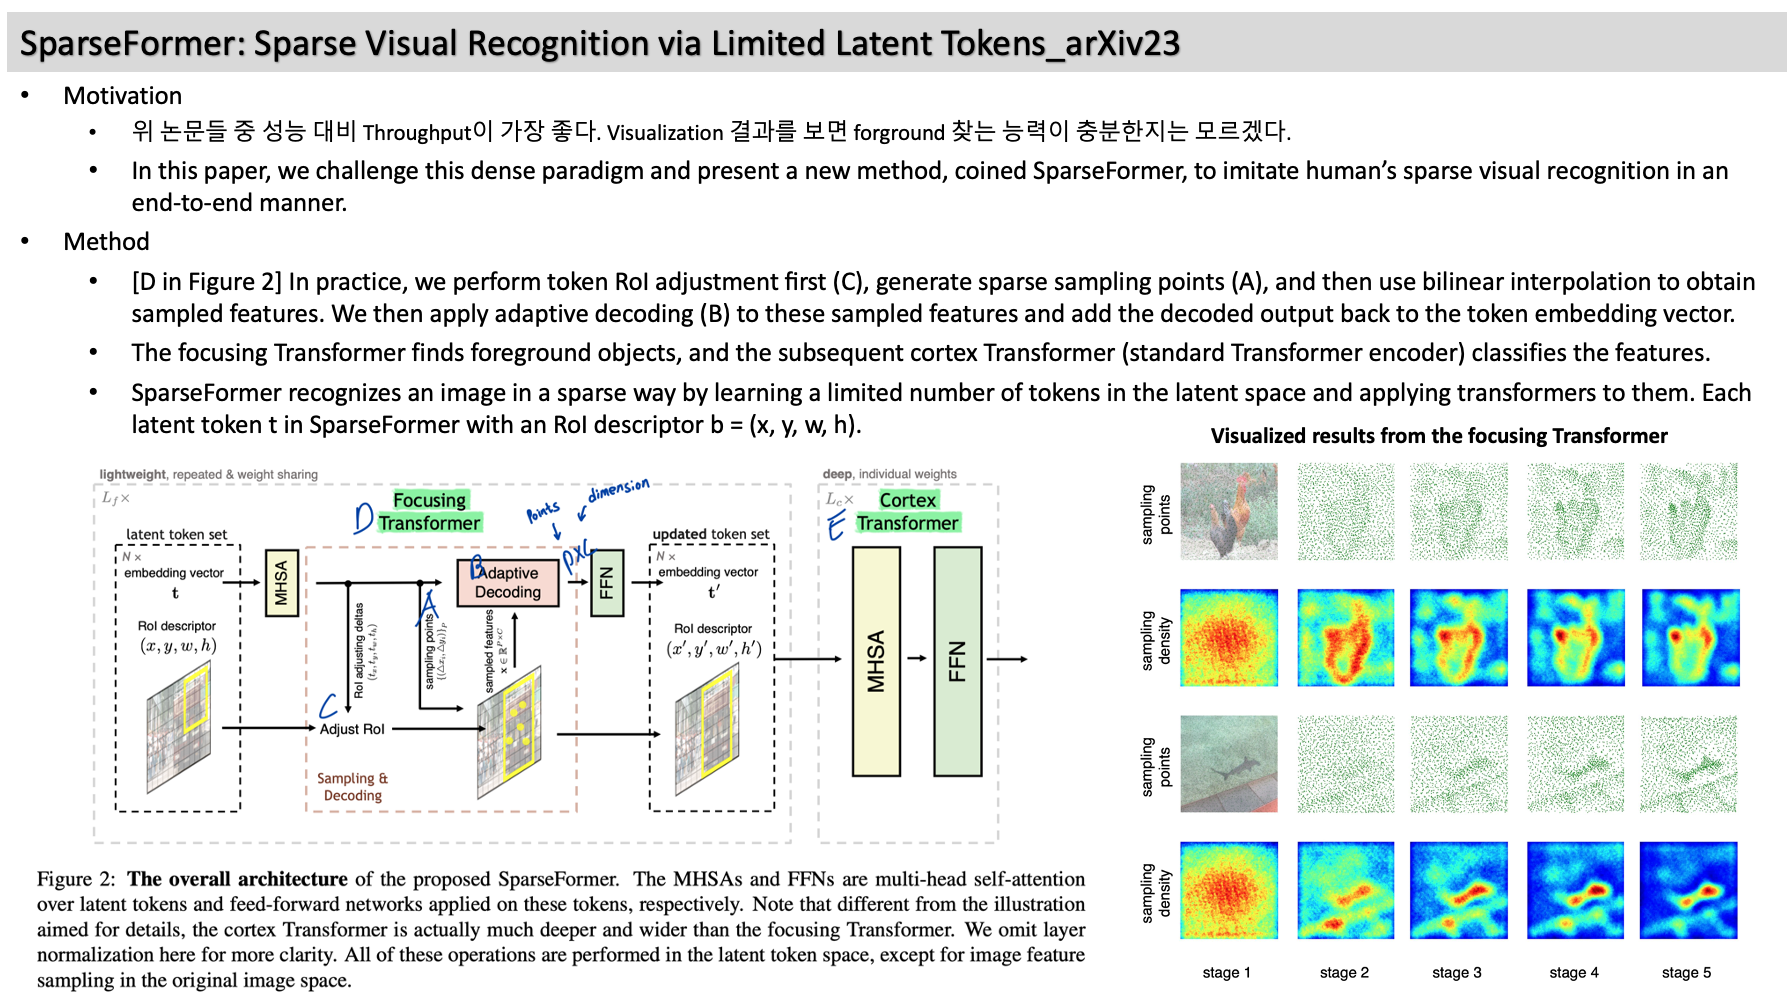 SparseFormer: Sparse Visual Recognition via Limited Latent Tokens_arXiv23
• Motivation
• 위 논문들 중 성능 대비 Throughput이 가장 좋다. Visualization 결과를 보면 forground 찾는 능력이 충분한지는 모르겠다.
• In this paper, we challenge this dense paradigm and present a new method, coined SparseFormer, to imitate human's sparse visual recognition in an
end-to-end manner.
• Method
• [D in Figure 2] In practice, we perform token RoI adjustment first (C), generate sparse sampling points (A), and then use bilinear interpolation to obtain
sampled features. We then apply adaptive decoding (B) to these sampled features and add the decoded output back to the token embedding vector.
• The focusing Transformer finds foreground objects, and the subsequent cortex Transformer (standard Transformer encoder) classifies the features.
• SparseFormer recognizes an image in a sparse way by learning a limited number of tokens in the latent space and applying transformers to them. Each
latent token t in SparseFormer with an RoI descriptor b = (x, y, w, h).
lightweight, repeated & weight sharing
L_f ×
D
Focusing
Transformer
points
dimension
P×C
latent token set
N ×
embedding vector
t
RoI descriptor
(x, y, w, h)
MHSA
RoI adjusting deltas
(t_x, t_y, t_w, t_h)
A
sampling points
{(△x_i, △y_i)}_P
B
Adaptive
Decoding
sampled features
x ∈ ℝ^{P×C}
C
Adjust RoI
Sampling &
Decoding
FFN
updated token set
N ×
embedding vector
t′
RoI descriptor
(x′, y′, w′, h′)
deep, individual weights
L_c ×
E
Cortex
Transformer
MHSA
FFN
Figure 2: The overall architecture of the proposed SparseFormer. The MHSAs and FFNs are multi-head self-attention
over latent tokens and feed-forward networks applied on these tokens, respectively. Note that different from the illustration
aimed for details, the cortex Transformer is actually much deeper and wider than the focusing Transformer. We omit layer
normalization here for more clarity. All of these operations are performed in the latent token space, except for image feature
sampling in the original image space.
Visualized results from the focusing Transformer
sampling
points
sampling
density
sampling
points
sampling
density
stage 1 stage 2 stage 3 stage 4 stage 5